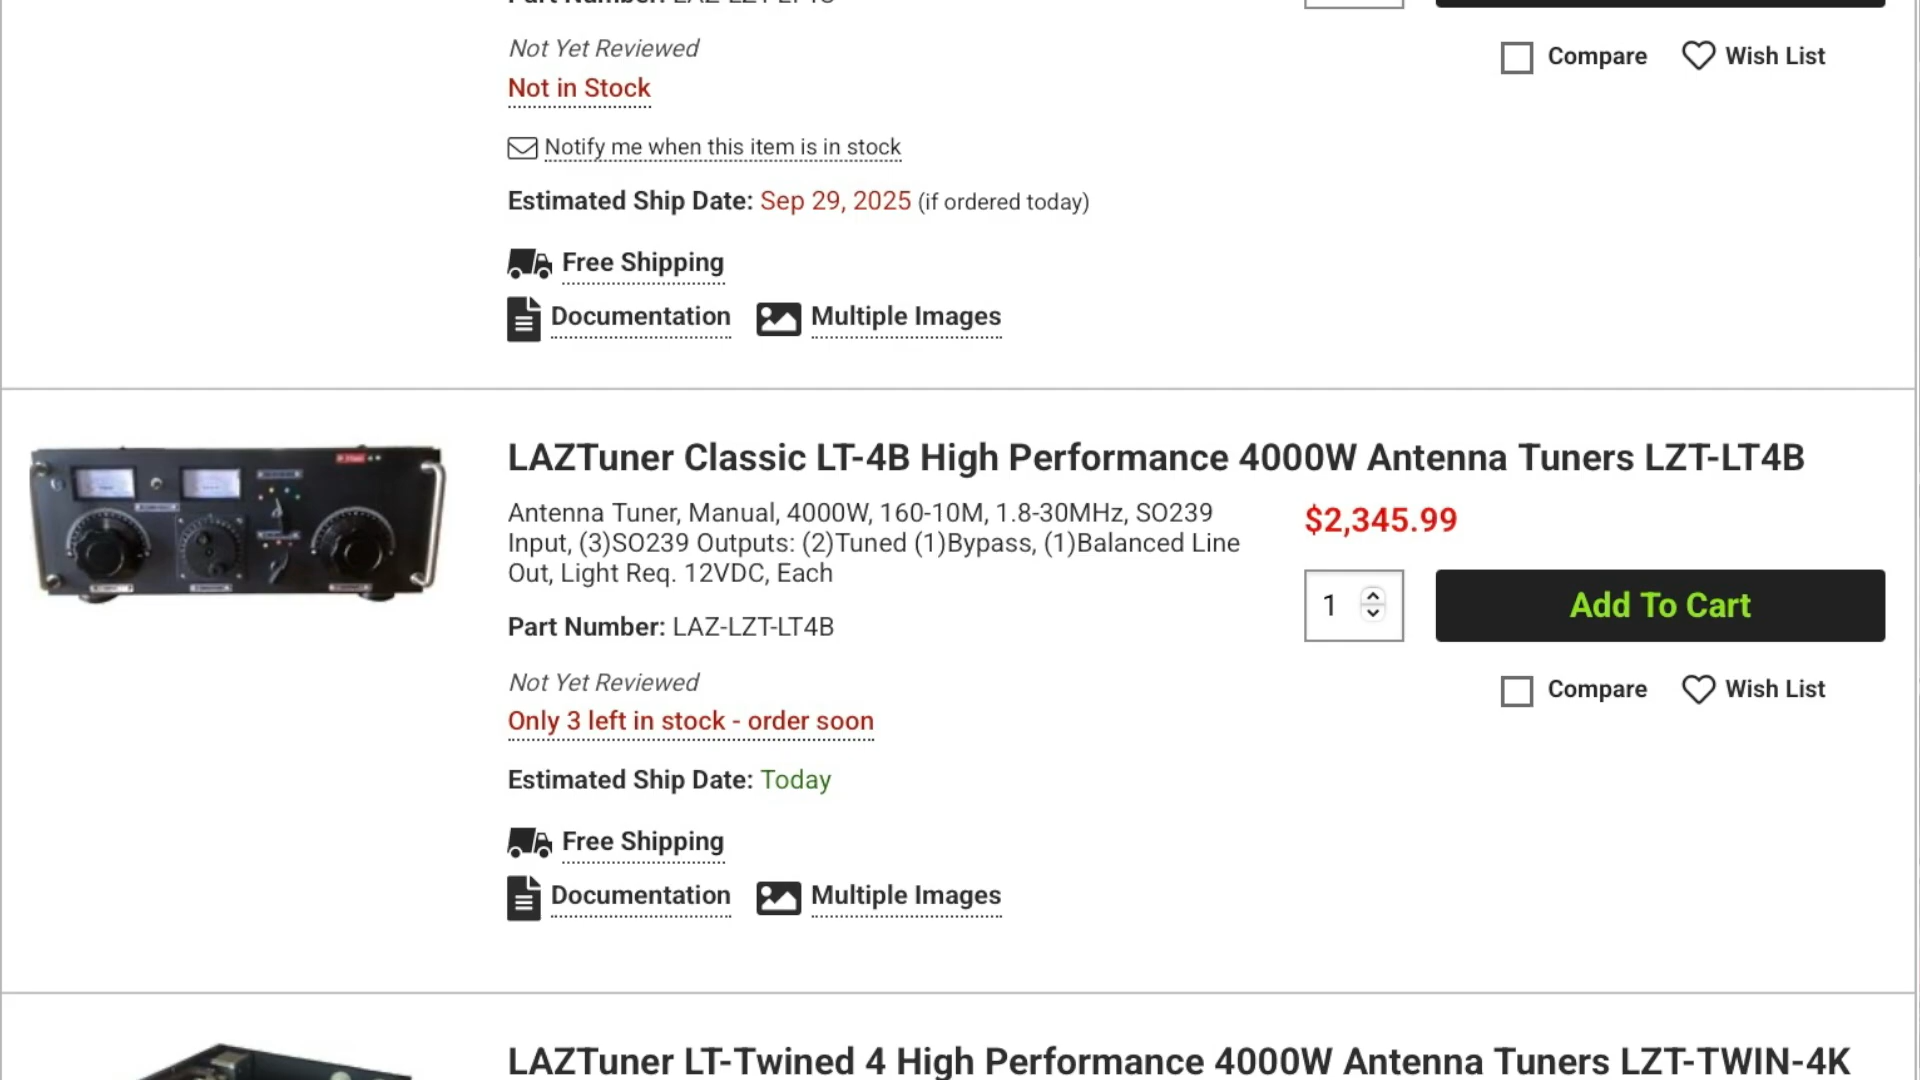 Not Yet Reviewed
Compare
Wish List
Not in Stock
Notify me when this item is in stock
Estimated Ship Date: Sep 29, 2025 (if ordered today)
Free Shipping
Documentation
Multiple Images
LAZTuner Classic LT-4B High Performance 4000W Antenna Tuners LZT-LT4B
Antenna Tuner, Manual, 4000W, 160-10M, 1.8-30MHz, SO239
Input, (3)SO239 Outputs: (2)Tuned (1)Bypass, (1)Balanced Line
Out, Light Req. 12VDC, Each
$2,345.99
1
Add To Cart
Part Number: LAZ-LZT-LT4B
Not Yet Reviewed
Compare
Wish List
Only 3 left in stock - order soon
Estimated Ship Date: Today
Free Shipping
Documentation
Multiple Images
LAZTuner LT-Twined 4 High Performance 4000W Antenna Tuners LZT-TWIN-4K